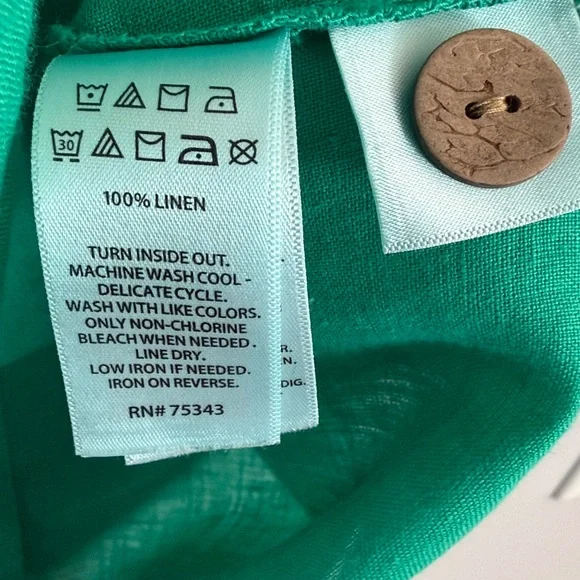 30
100% LINEN
TURN INSIDE OUT.
MACHINE WASH COOL -
DELICATE CYCLE.
WASH WITH LIKE COLORS.
ONLY NON-CHLORINE
BLEACH WHEN NEEDED.
LINE DRY.
LOW IRON IF NEEDED.
IRON ON REVERSE.
RN# 75343
R.
N.
DIG.